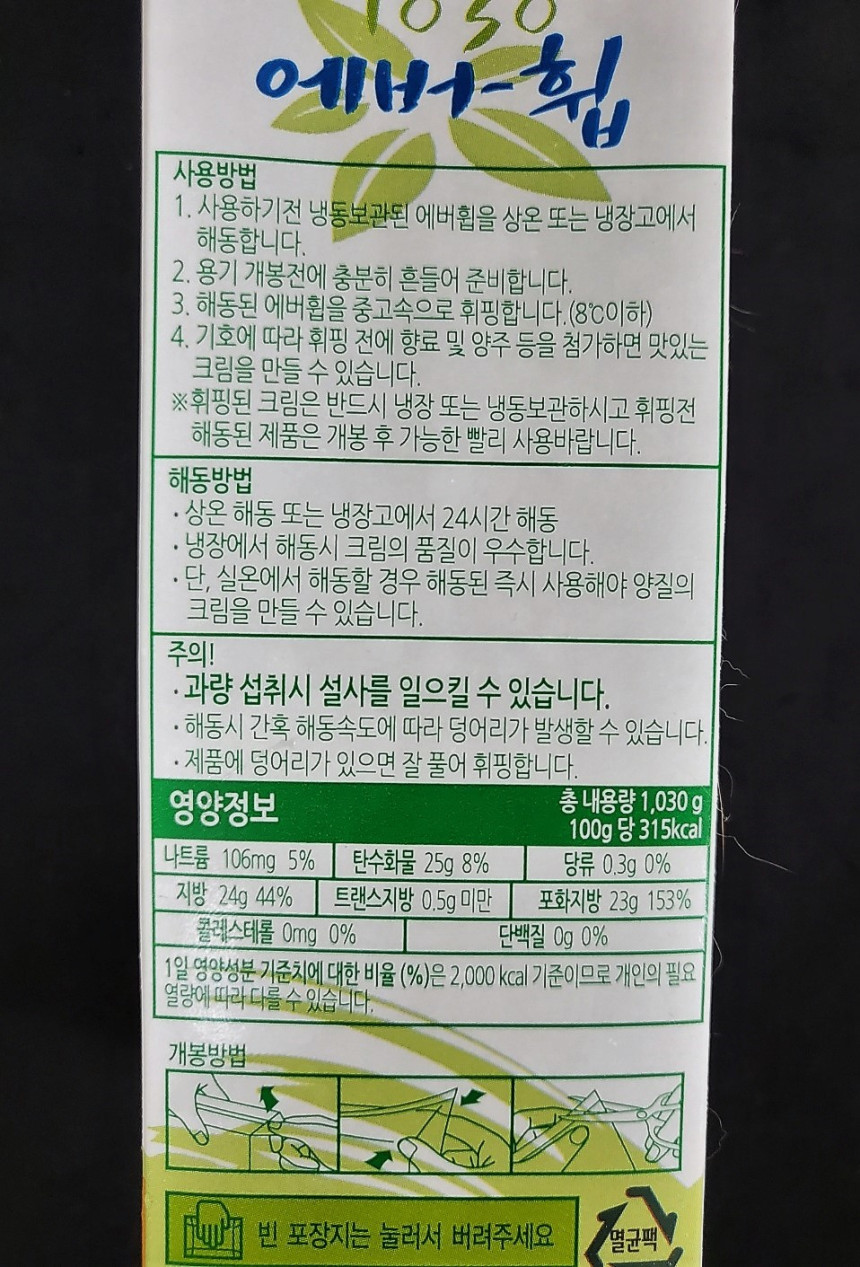 에버-휩
사용방법
1. 사용하기전 냉동보관된 에버휩을 상온 또는 냉장고에서
해동합니다.
2. 용기 개봉전에 충분히 흔들어 준비합니다.
3. 해동된 에버휩을 중고속으로 휘핑합니다.(8℃이하)
4. 기호에 따라 휘핑 전에 향료 및 양주 등을 첨가하면 맛있는
크림을 만들 수 있습니다.
※휘핑된 크림은 반드시 냉장 또는 냉동보관하시고 휘핑전
해동된 제품은 개봉 후 가능한 빨리 사용바랍니다.
해동방법
· 상온 해동 또는 냉장고에서 24시간 해동
· 냉장에서 해동시 크림의 품질이 우수합니다.
· 단, 실온에서 해동할 경우 해동된 즉시 사용해야 양질의
크림을 만들 수 있습니다.
주의!
· 과량 섭취시 설사를 일으킬 수 있습니다.
· 해동시 간혹 해동속도에 따라 덩어리가 발생할 수 있습니다.
· 제품에 덩어리가 있으면 잘 풀어 휘핑합니다.
영양정보 총 내용량 1,030 g
100g 당 315kcal
나트륨 106mg 5% 탄수화물 25g 8% 당류 0.3g 0%
지방 24g 44% 트랜스지방 0.5g 미만 포화지방 23g 153%
콜레스테롤 0mg 0% 단백질 0g 0%
1일 영양성분 기준치에 대한 비율 (%)은 2,000 kcal 기준이므로 개인의 필요
열량에 따라 다를 수 있습니다.
개봉방법
빈 포장지는 눌러서 버려주세요
멸균팩